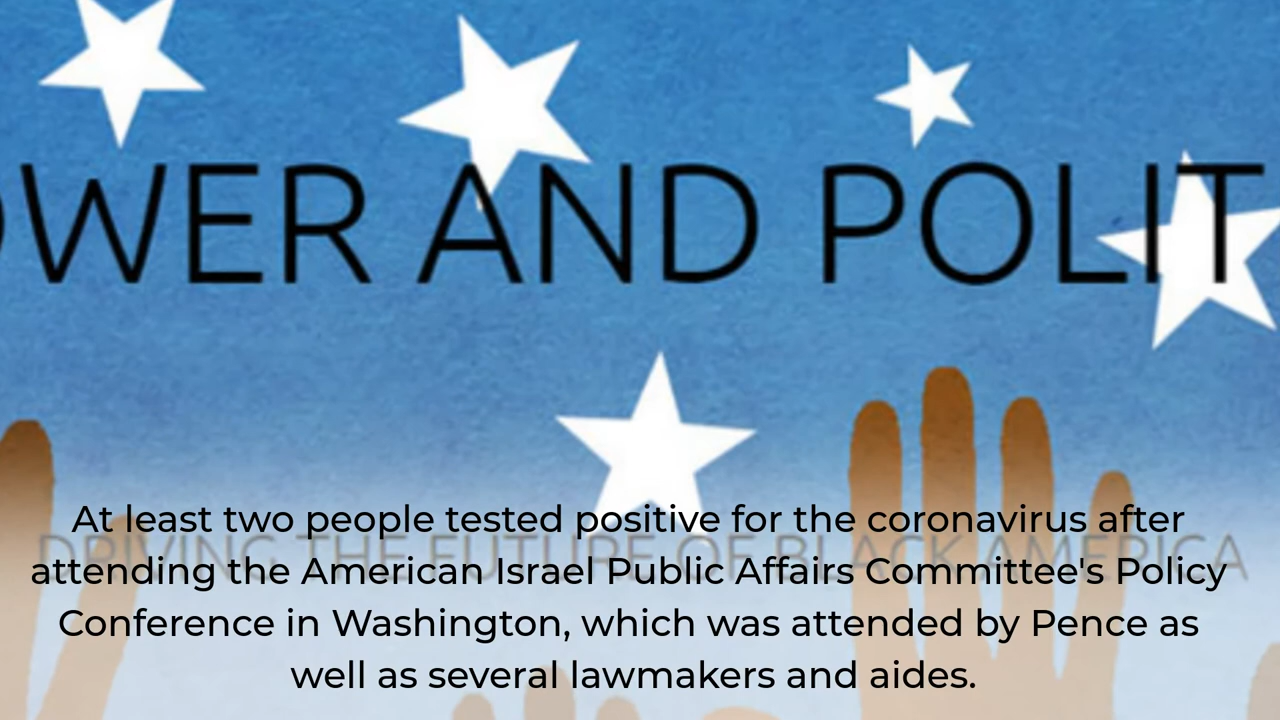 OWER AND POLIT
At least two people tested positive for the coronavirus after
DRIVING THE FUTURE OF BLACK AMERICA
attending the American Israel Public Affairs Committee's Policy
Conference in Washington, which was attended by Pence as
well as several lawmakers and aides.